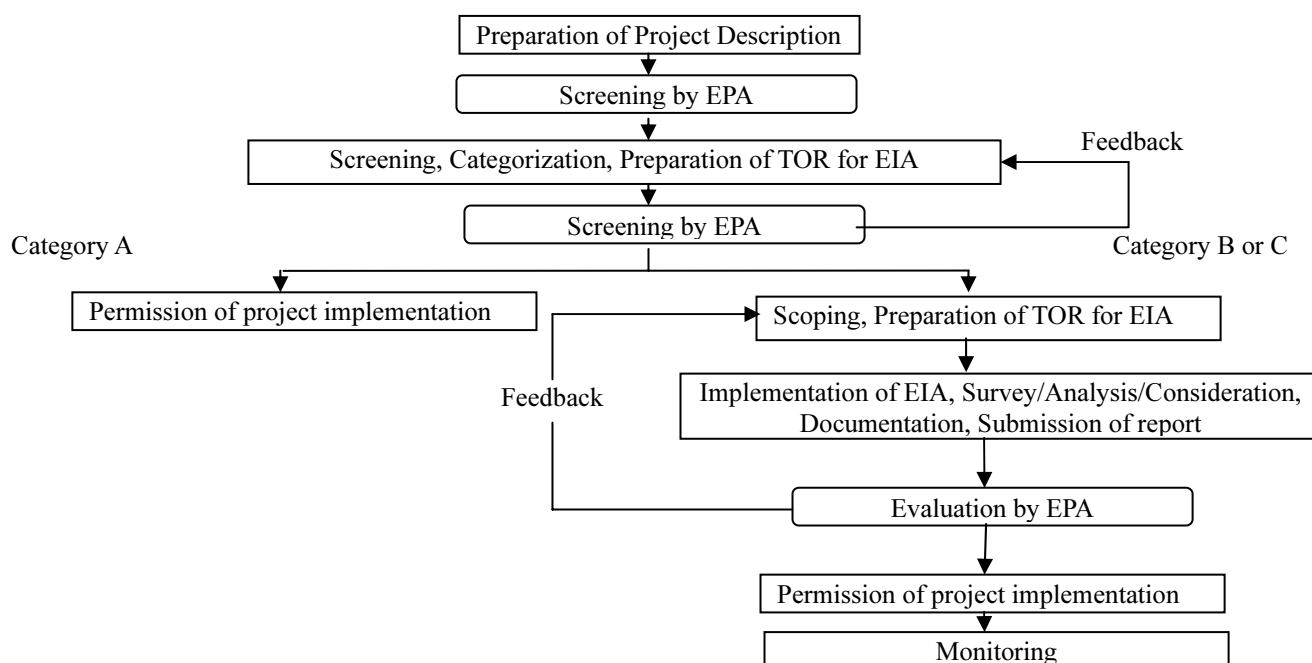 Preparation of Project Description
Screening by EPA
Screening, Categorization, Preparation of TOR for EIA
Feedback
Screening by EPA
Category A
Category B or C
Permission of project implementation
Scoping, Preparation of TOR for EIA
Feedback
Implementation of EIA, Survey/Analysis/Consideration,
Documentation, Submission of report
Evaluation by EPA
Permission of project implementation
Monitoring